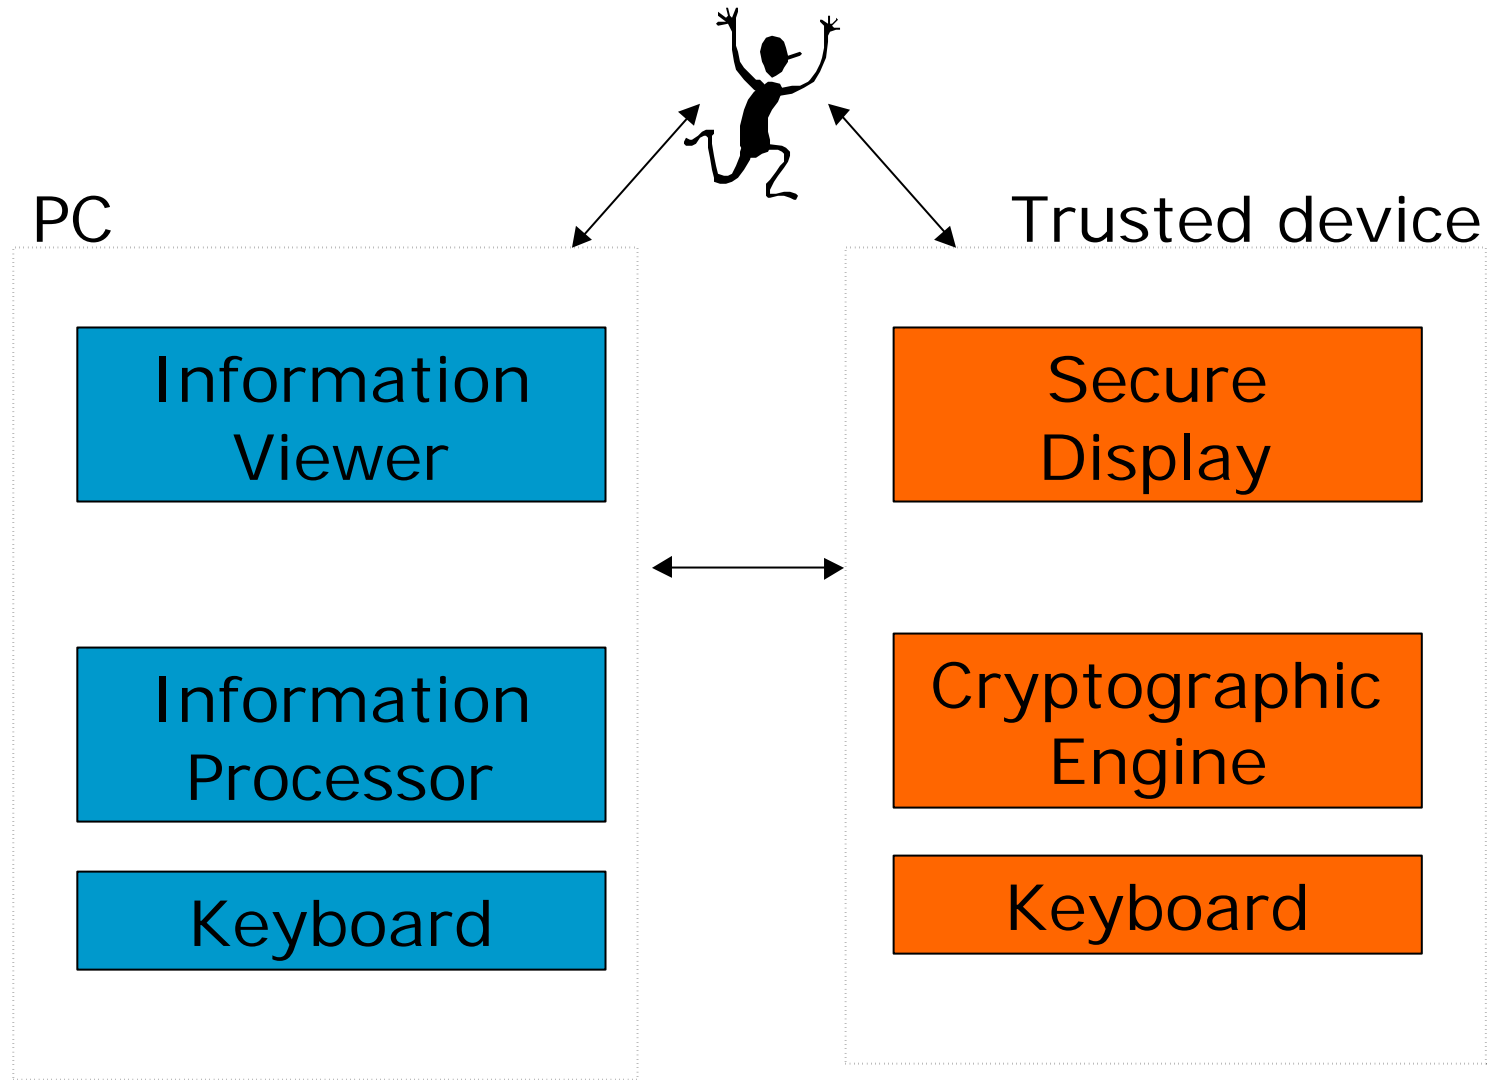 PC
Information
Viewer
Information
Processor
Keyboard
Trusted device
Secure
Display
Cryptographic
Engine
Keyboard